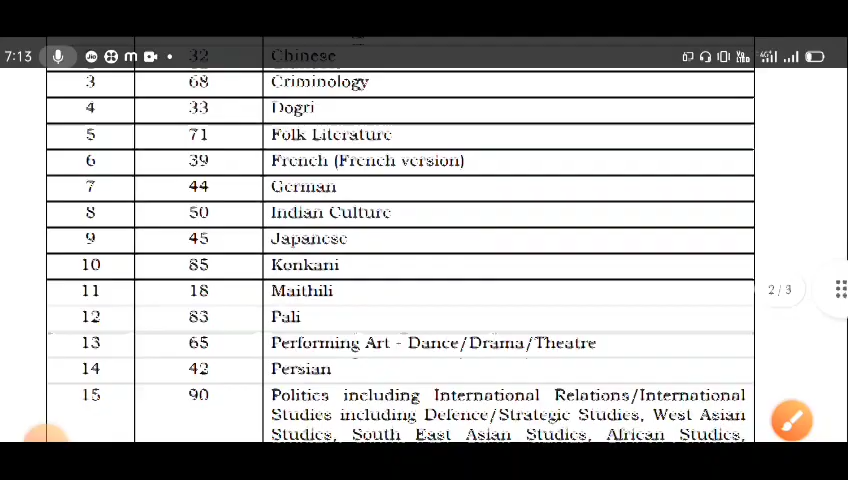 7:13 m 32 Chinese
3 68 Criminology
4 33 Dogri
5 71 Folk Literature
6 39 French (French version)
7 44 German
8 50 Indian Culture
9 45 Japanese
10 85 Konkani
11 18 Maithili
12 83 Pali
13 65 Performing Art - Dance/Drama/Theatre
14 42 Persian
15 90 Politics including International Relations/International
Studies including Defence/Strategic Studies, West Asian
Studies, South East Asian Studies, African Studies,
2/3